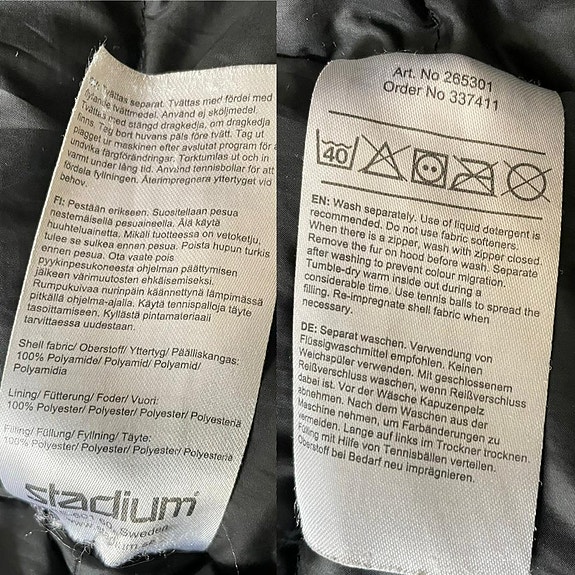 tvättas separat. Tvättas med fördel med
flytande tvättmedel. Använd ej sköljmedel.
Tvättas med stängd dragkedja, om dragkedja
finns. Tag bort huvans päls före tvätt. Tag ut
plagget ur maskinen efter avslutat program för a
undvika färgförändringar. Torktumlas ut och in
varmt under lång tid. Använd tennisbollar för att
fördela fyllningen. Återimpregnera yttertyget vid
behov.
FI: Pestään erikseen. Suositellaan pesua
nestemäisellä pesuaineella. Älä käytä
huuhteluainetta. Mikäli tuotteessa on vetoketju,
tulee se sulkea ennen pesua. Poista hupun turkis
ennen pesua. Ota vaate pois
pyykinpesukoneesta ohjelman päättymisen
jälkeen värimuutosten ehkäisemiseksi.
Rumpukuivaa nurinpäin käännettynä lämpimässä
pitkällä ohjelma-ajalla. Käytä tennispalloja täyte
tasoittamiseen. Kyllästä pintamateriaali
tarvittaessa uudestaan.
Shell fabric/ Oberstoff/ Yttertyg/ Päälliskangas:
100% Polyamide/ Polyamid/ Polyamid/
Polyamidia
Lining/ Fütterung/ Foder/ Vuori:
100% Polyester/ Polyester/ Polyester/ Polyesteriä
Filling/ Füllung/ Fyllning/ Täyte:
100% Polyester/ Polyester/ Polyester/ Polyesteriä
stadium
60, Sweden
Art. No 265301
Order No 337411
40
EN: Wash separately. Use of liquid detergent is
recommended. Do not use fabric softeners.
When there is a zipper, wash with zipper closed.
Remove the fur on hood before wash. Separate
after washing to prevent colour migration.
Tumble-dry warm inside out during a
considerable time. Use tennis balls to spread the
filling. Re-impregnate shell fabric when
necessary.
DE: Separat waschen. Verwendung von
Flüssigwaschmittel empfohlen. Keinen
Weichspüler verwenden. Mit geschlossenem
Reißverschluss waschen, wenn Reißverschluss
dabei ist. Vor der Wäsche Kapuzenpelz
abnehmen. Nach dem Waschen aus der
Maschine nehmen, um Farbänderungen zu
vermeiden. Lange auf links im Trockner trocknen.
Füllung mit Hilfe von Tennisbällen verteilen.
Oberstoff bei Bedarf neu imprägnieren.